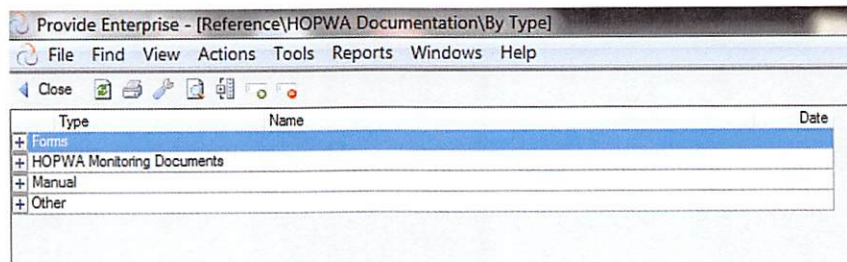 Provide Enterprise - [Reference\HOPWA Documentation\By Type]
File Find View Actions Tools Reports Windows Help
Close
Type Name Date
Forms
HOPWA Monitoring Documents
Manual
Other